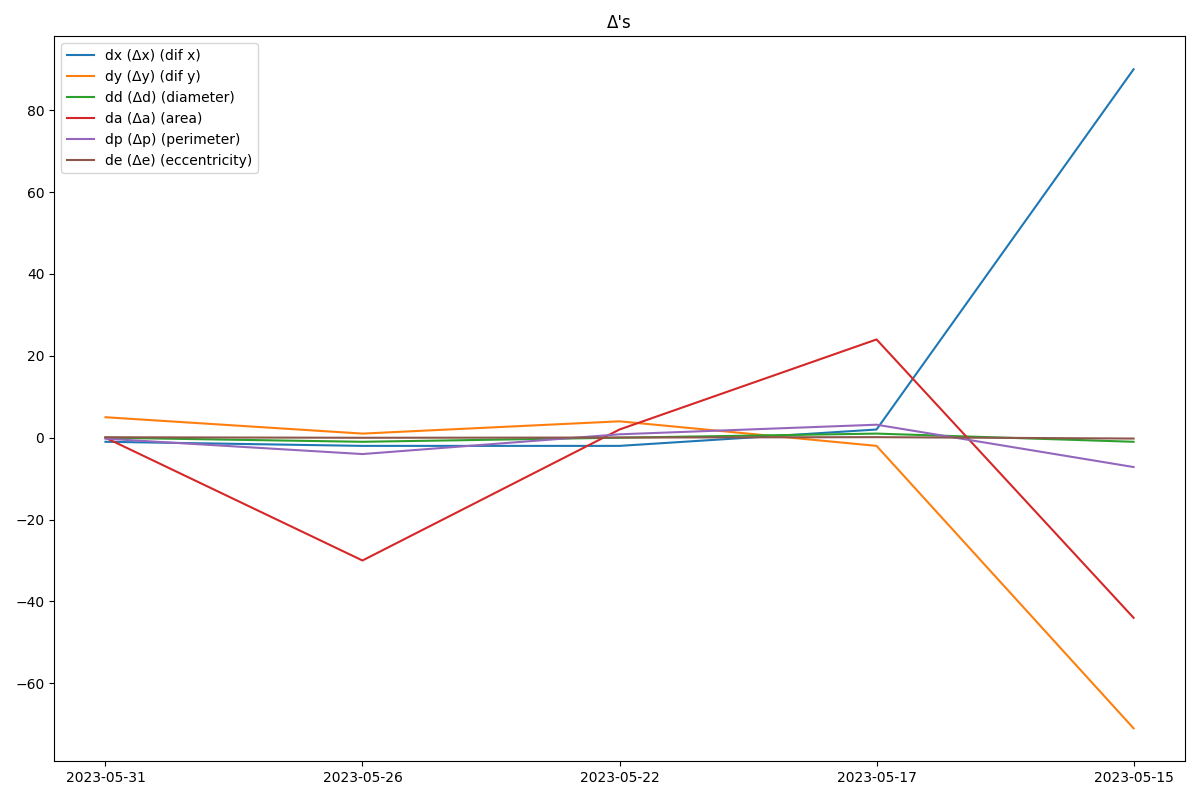 Δ's
dx (Δx) (dif x)
dy (Δy) (dif y)
dd (Δd) (diameter)
da (Δa) (area)
dp (Δp) (perimeter)
de (Δe) (eccentricity)
80
60
40
20
0
−20
−40
−60
2023-05-31 2023-05-26 2023-05-22 2023-05-17 2023-05-15